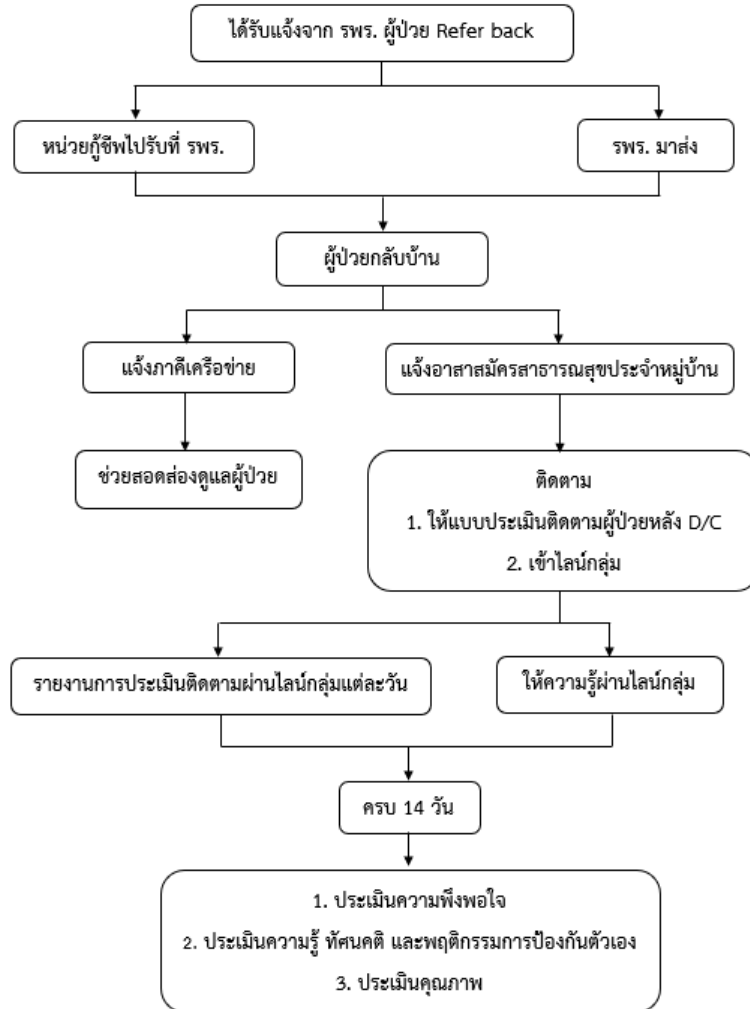 ได้รับแจ้งจาก รพร. ผู้ป่วย Refer back
หน่วยกู้ชีพไปรับที่ รพร.
รพร. มาส่ง
ผู้ป่วยกลับบ้าน
แจ้งภาคีเครือข่าย
แจ้งอาสาสมัครสาธารณสุขประจำหมู่บ้าน
ช่วยสอดส่องดูแลผู้ป่วย
ติดตาม
1. ให้แบบประเมินติดตามผู้ป่วยหลัง D/C
2. เข้าไลน์กลุ่ม
รายงานการประเมินติดตามผ่านไลน์กลุ่มแต่ละวัน
ให้ความรู้ผ่านไลน์กลุ่ม
ครบ 14 วัน
1. ประเมินความพึงพอใจ
2. ประเมินความรู้ ทัศนคติ และพฤติกรรมการป้องกันตัวเอง
3. ประเมินคุณภาพ